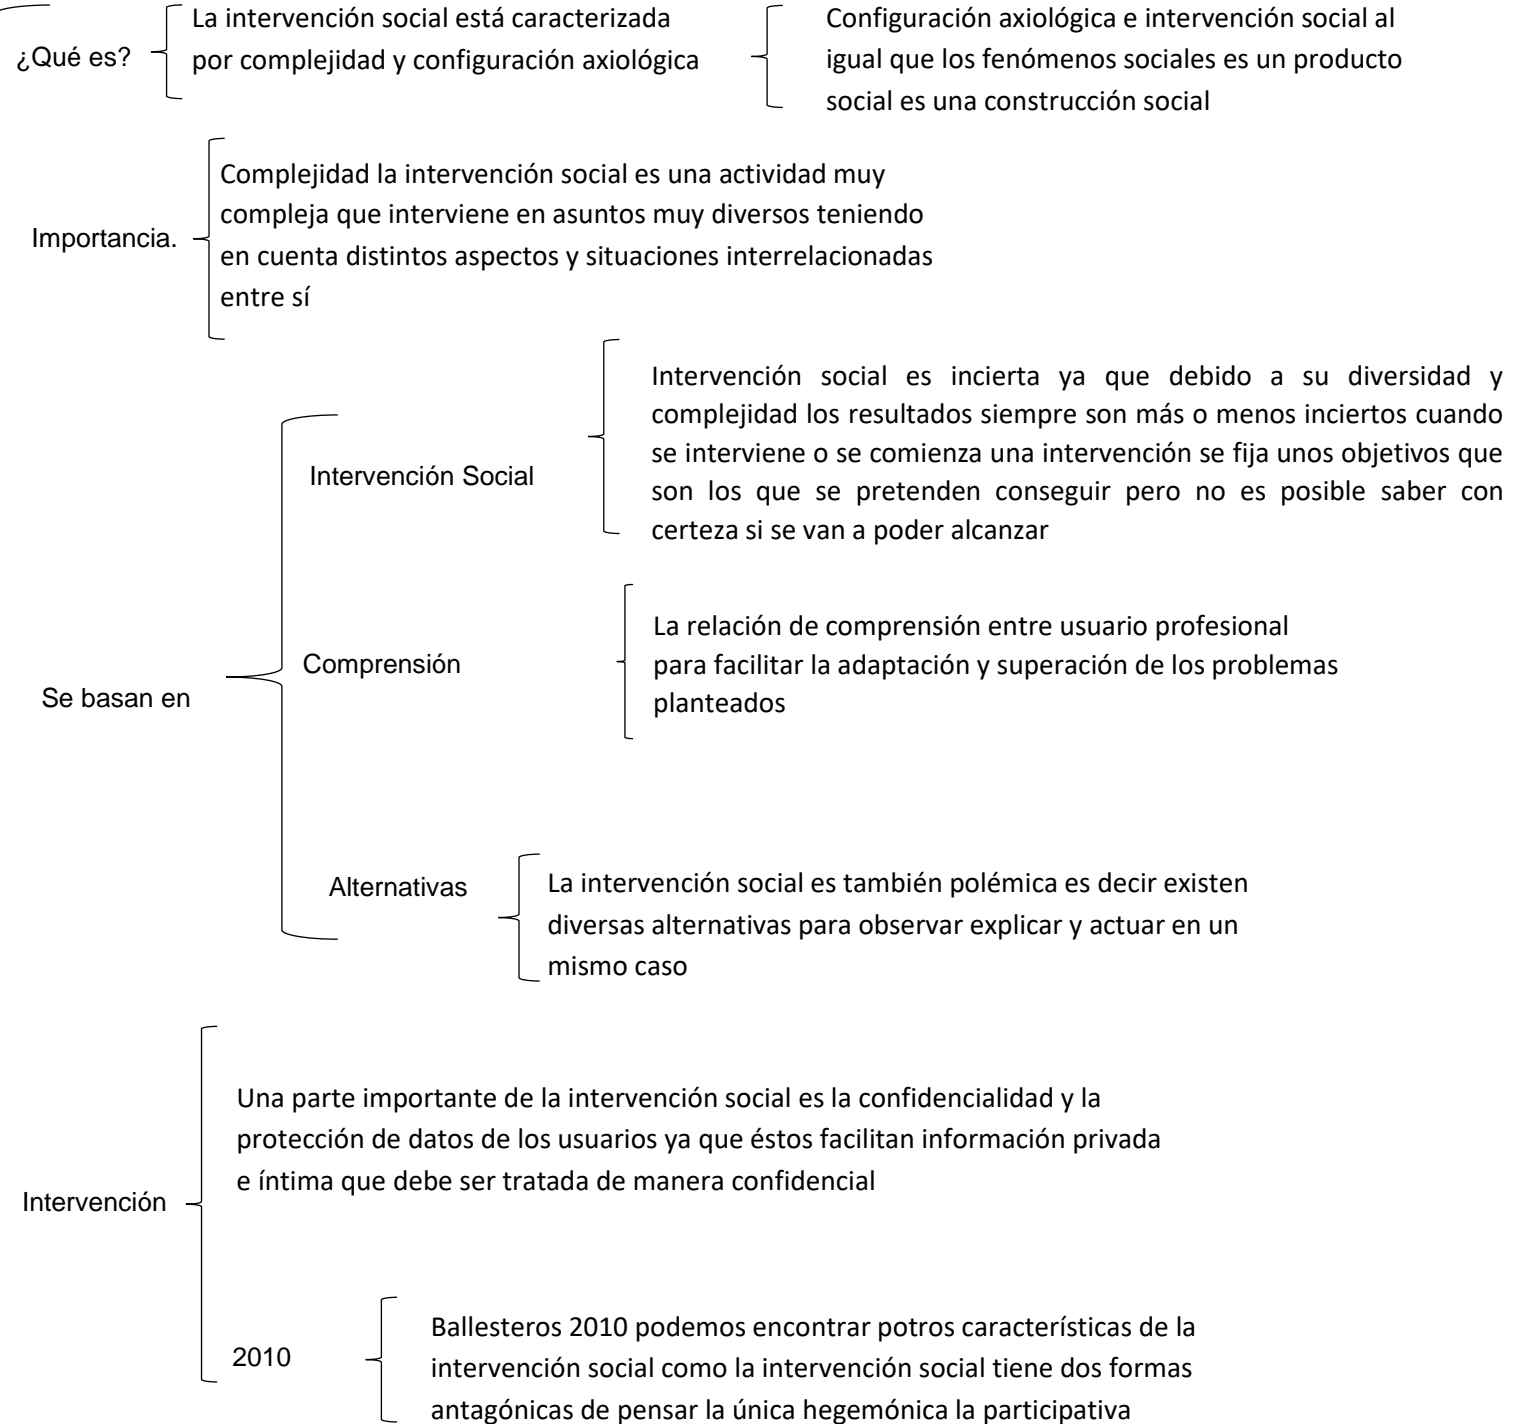 ¿Qué es?
La intervención social está caracterizada
por complejidad y configuración axiológica
Configuración axiológica e intervención social al
igual que los fenómenos sociales es un producto
social es una construcción social
Importancia.
Complejidad la intervención social es una actividad muy
compleja que interviene en asuntos muy diversos teniendo
en cuenta distintos aspectos y situaciones interrelacionadas
entre sí
Se basan en
Intervención Social
Intervención social es incierta ya que debido a su diversidad y
complejidad los resultados siempre son más o menos inciertos cuando
se interviene o se comienza una intervención se fija unos objetivos que
son los que se pretenden conseguir pero no es posible saber con
certeza si se van a poder alcanzar
Comprensión
La relación de comprensión entre usuario profesional
para facilitar la adaptación y superación de los problemas
planteados
Alternativas
La intervención social es también polémica es decir existen
diversas alternativas para observar explicar y actuar en un
mismo caso
Intervención
Una parte importante de la intervención social es la confidencialidad y la
protección de datos de los usuarios ya que éstos facilitan información privada
e íntima que debe ser tratada de manera confidencial
2010
Ballesteros 2010 podemos encontrar potros características de la
intervención social como la intervención social tiene dos formas
antagónicas de pensar la única hegemónica la participativa